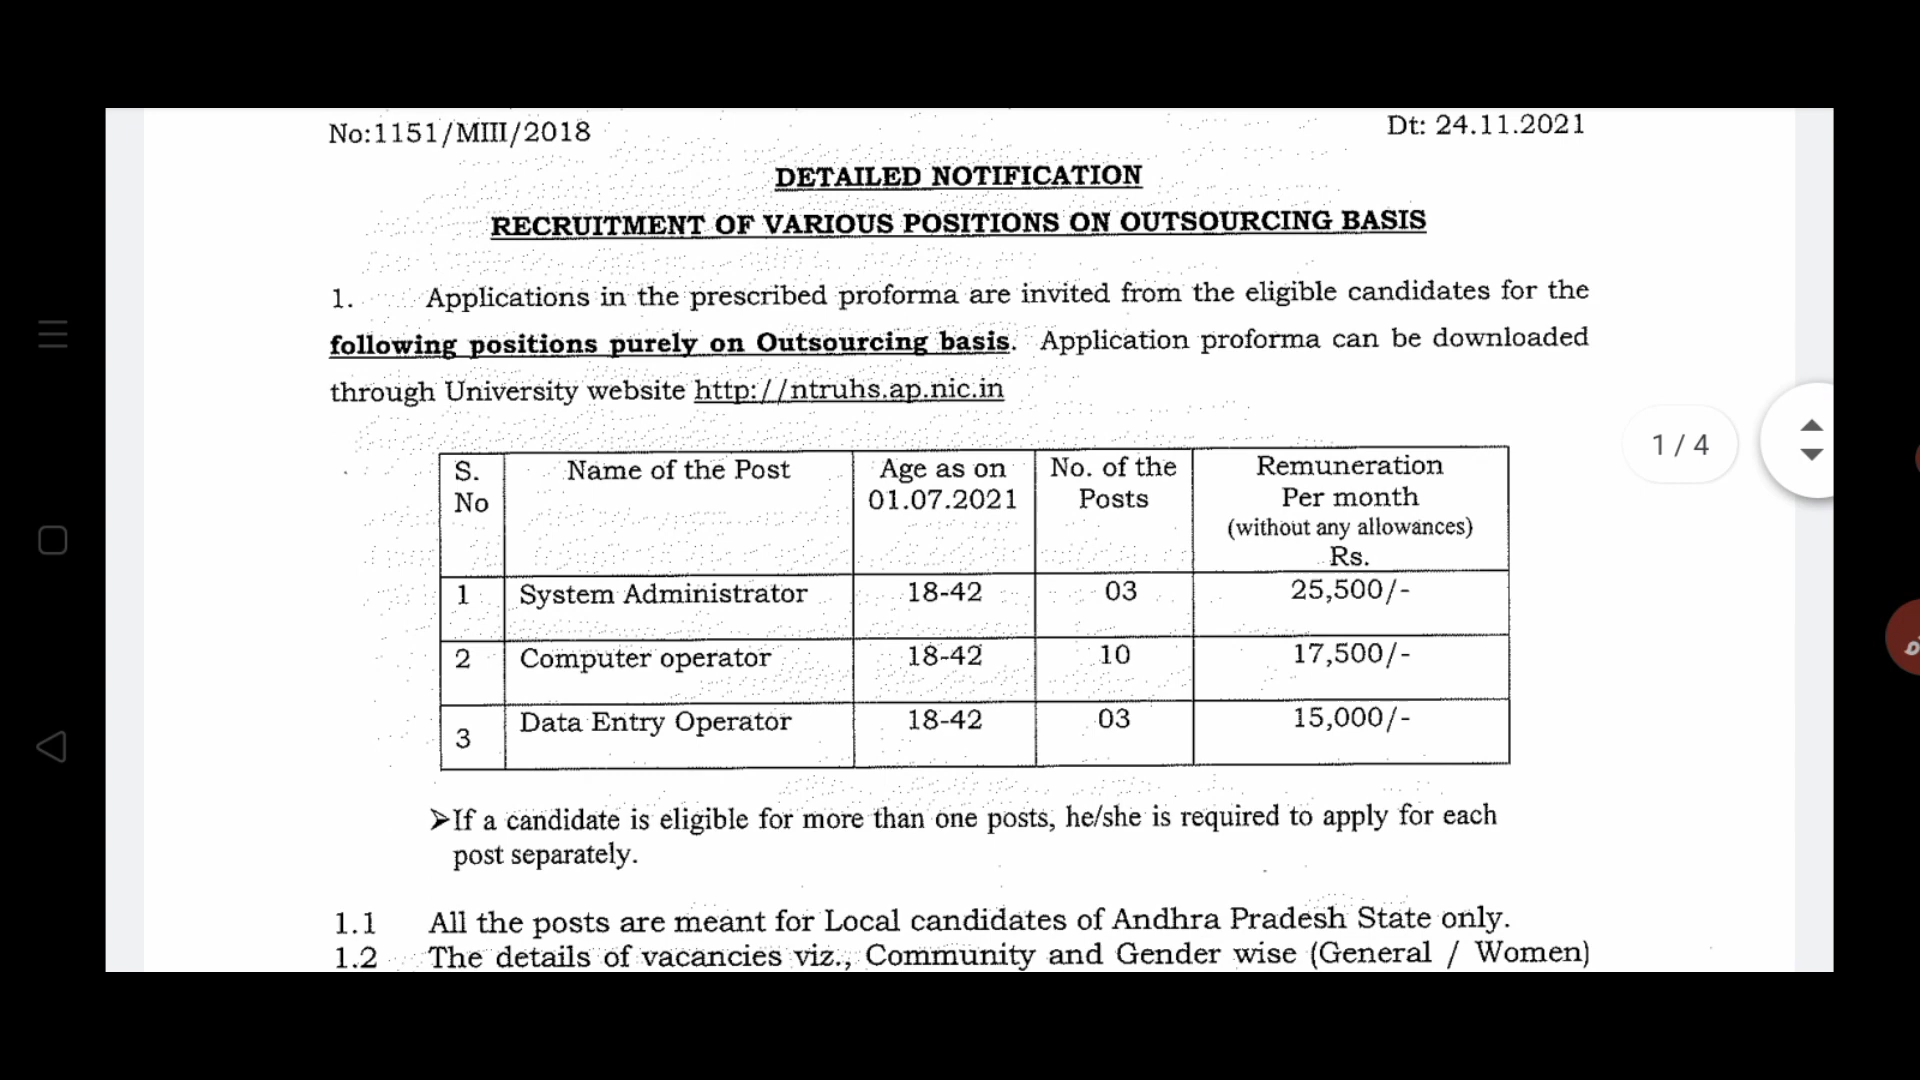 No:1151/MIII/2018
Dt: 24.11.2021
DETAILED NOTIFICATION
RECRUITMENT OF VARIOUS POSITIONS ON OUTSOURCING BASIS
1. Applications in the prescribed proforma are invited from the eligible candidates for the
following positions purely on Outsourcing basis. Application proforma can be downloaded
through University website http://ntruhs.ap.nic.in
1 / 4
S. No Name of the Post Age as on 01.07.2021 No. of the Posts Remuneration Per month (without any allowances) Rs.
1 System Administrator 18-42 03 25,500/-
2 Computer operator 18-42 10 17,500/-
3 Data Entry Operator 18-42 03 15,000/-
➢If a candidate is eligible for more than one posts, he/she is required to apply for each
post separately.
1.1 All the posts are meant for Local candidates of Andhra Pradesh State only.
1.2 The details of vacancies viz., Community and Gender wise (General / Women)